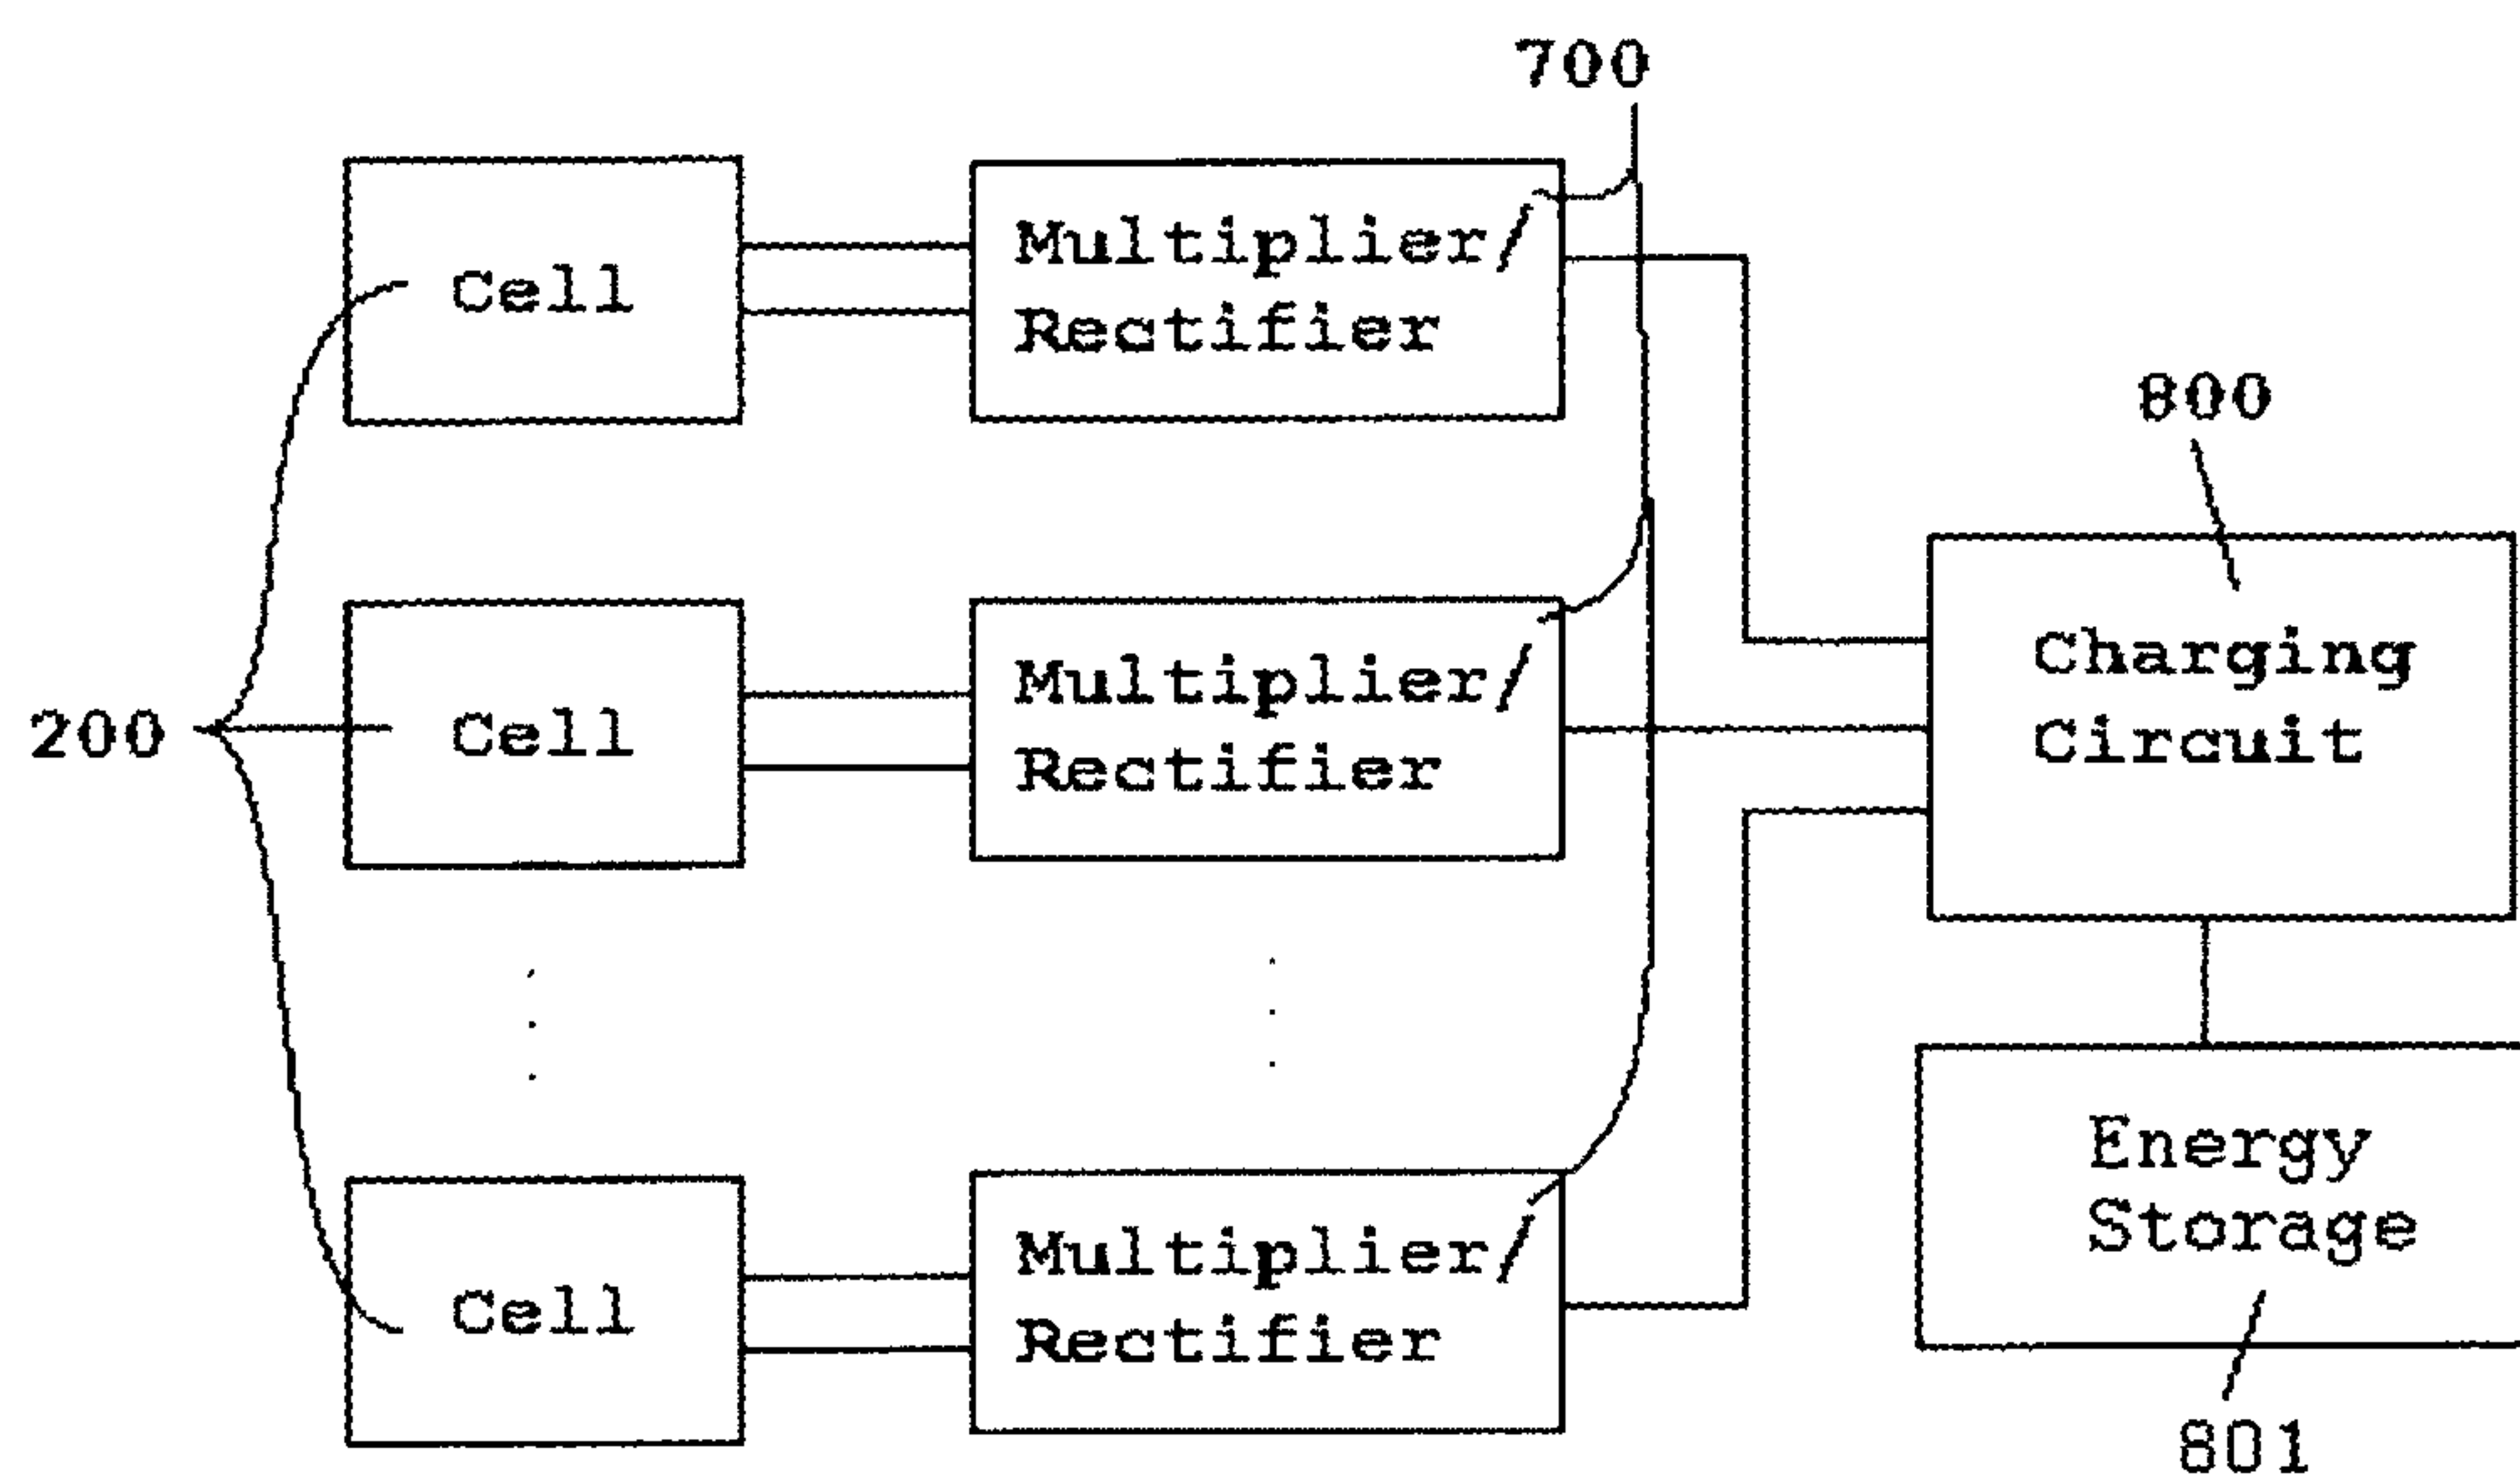 700
Cell
Multiplier/
Rectifier
800
Charging
Circuit
200
Cell
Multiplier/
Rectifier
Energy
Storage
Cell
Multiplier/
Rectifier
801